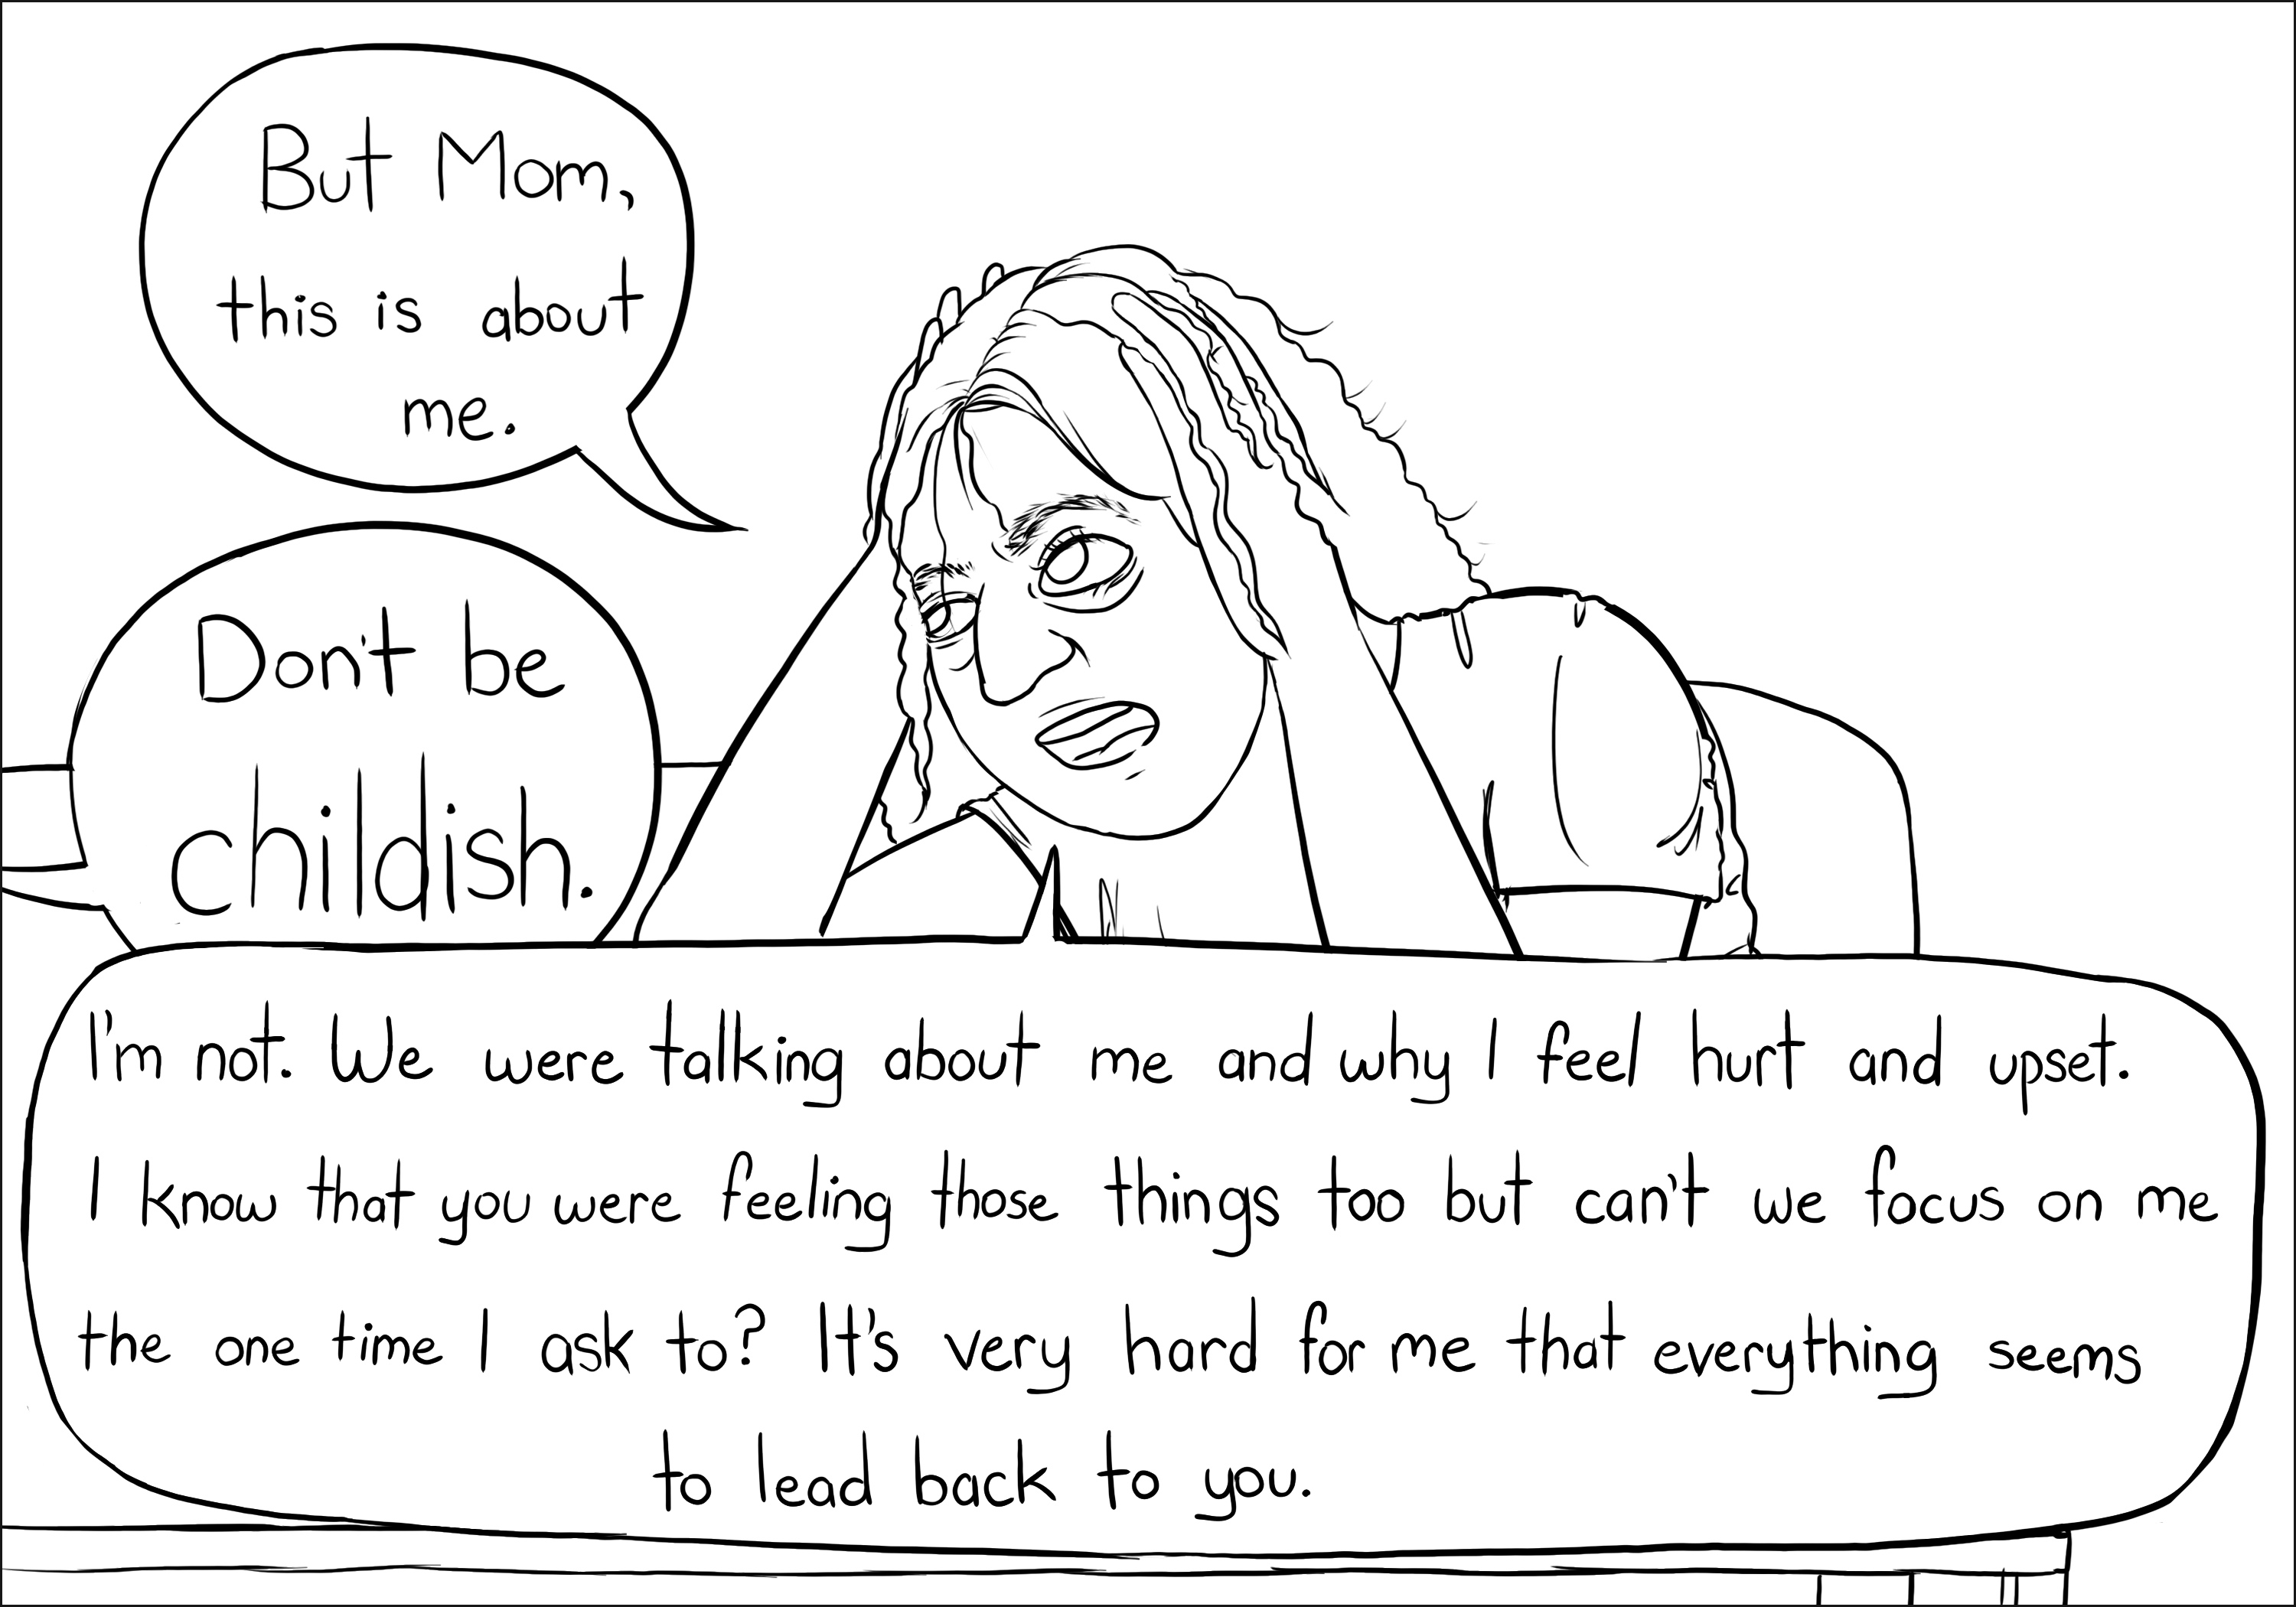 But Mom,
this is about
me.
Don't be
childish.
I'm not. We were talking about me and why I feel hurt and upset.
I know that you were feeling those things too but can't we focus on me
the one time I ask to? It's very hard for me that everything seems
to lead back to you.